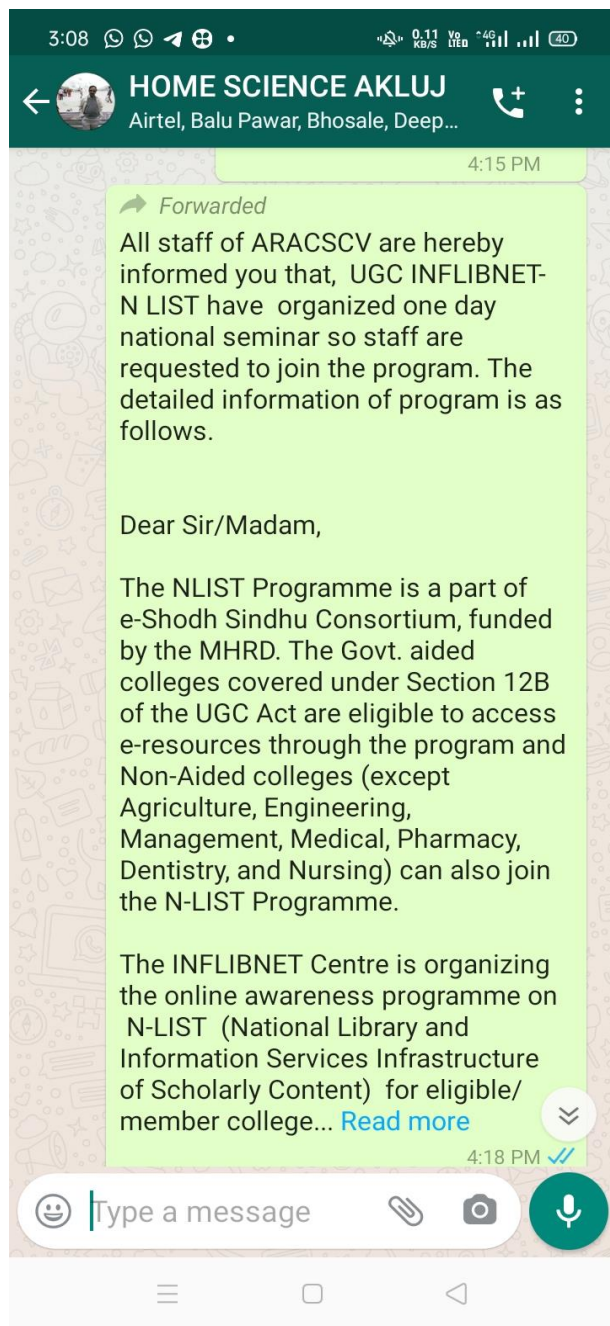 3:08
0.11 KB/S Vo LTED 4G 40
HOME SCIENCE AKLUJ
Airtel, Balu Pawar, Bhosale, Deep...
4:15 PM
Forwarded
All staff of ARACSCV are hereby
informed you that,  UGC INFLIBNET-
N LIST have  organized one day
national seminar so staff are
requested to join the program. The
detailed information of program is as
follows.
Dear Sir/Madam,
The NLIST Programme is a part of
e-Shodh Sindhu Consortium, funded
by the MHRD. The Govt. aided
colleges covered under Section 12B
of the UGC Act are eligible to access
e-resources through the program and
Non-Aided colleges (except
Agriculture, Engineering,
Management, Medical, Pharmacy,
Dentistry, and Nursing) can also join
the N-LIST Programme.
The INFLIBNET Centre is organizing
the online awareness programme on
N-LIST  (National Library and
Information Services Infrastructure
of Scholarly Content)  for eligible/
member college... Read more
4:18 PM
Type a message